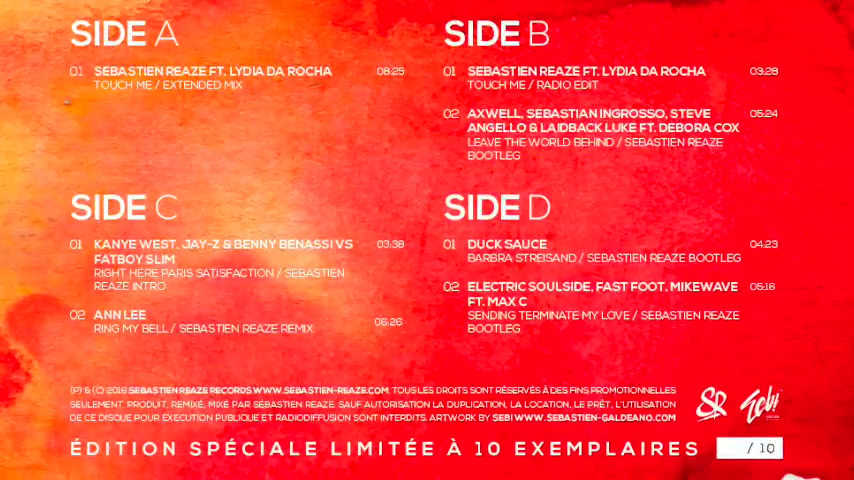 SIDE A
01 SEBASTIEN REAZE FT. LYDIA DA ROCHA 08:25
TOUCH ME / EXTENDED MIX
SIDE B
01 SEBASTIEN REAZE FT. LYDIA DA ROCHA 03:28
TOUCH ME / RADIO EDIT
02 AXWELL, SEBASTIAN INGROSSO, STEVE 05:24
ANGELLO & LAIDBACK LUKE FT. DEBORA COX
LEAVE THE WORLD BEHIND / SEBASTIEN REAZE
BOOTLEG
SIDE C
01 KANYE WEST, JAY-Z & BENNY BENASSI VS 03:38
FATBOY SLIM
RIGHT HERE PARIS SATISFACTION / SEBASTIEN
REAZE INTRO
02 ANN LEE
RING MY BELL / SEBASTIEN REAZE REMIX 06:26
SIDE D
01 DUCK SAUCE 04:23
BARBRA STREISAND / SEBASTIEN REAZE BOOTLEG
02 ELECTRIC SOULSIDE, FAST FOOT, MIKEWAVE 05:16
FT. MAX C
SENDING TERMINATE MY LOVE / SEBASTIEN REAZE
BOOTLEG
(P) & (C) 2016 SEBASTIEN REAZE RECORDS WWW.SEBASTIEN-REAZE.COM. TOUS LES DROITS SONT RÉSERVÉS À DES FINS PROMOTIONNELLES
SEULEMENT. PRODUIT, REMIXÉ, MIXÉ PAR SÉBASTIEN REAZE. SAUF AUTORISATION LA DUPLICATION, LA LOCATION, LE PRÊT, L'UTILISATION
DE CE DISQUE POUR EXECUTION PUBLIQUE ET RADIODIFFUSION SONT INTERDITS. ARTWORK BY SEBI WWW.SEBASTIEN-GALDEANO.COM
SR Sebi
ÉDITION SPÉCIALE LIMITÉE À 10 EXEMPLAIRES / 10